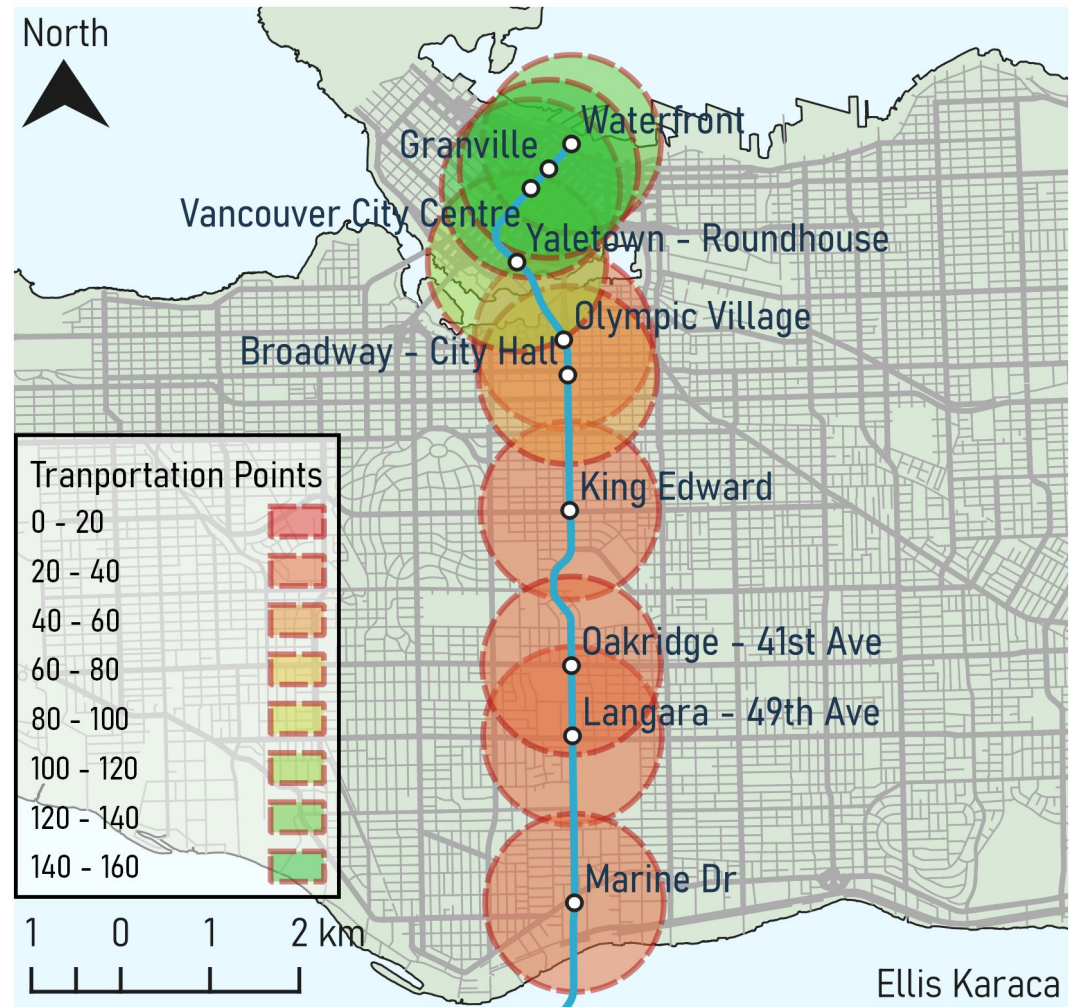 North
Waterfront
Granville
Vancouver City Centre
Yaletown - Roundhouse
Olympic Village
Broadway - City Hall
King Edward
Oakridge - 41st Ave
Langara - 49th Ave
Marine Dr
Tranportation Points
0 - 20
20 - 40
40 - 60
60 - 80
80 - 100
100 - 120
120 - 140
140 - 160
1 0 1 2 km
Ellis Karaca